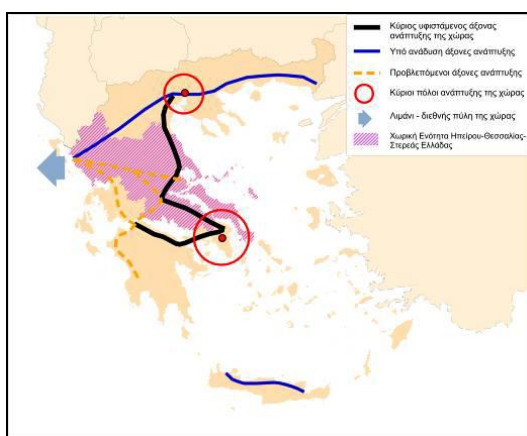 Κύριος υφιστάμενος άξονας
ανάπτυξης της χώρας
Υπό ανάδυση άξονες ανάπτυξης
Προβλεπόμενοι άξονες ανάπτυξης
Κύριοι πόλοι ανάπτυξης της χώρας
Λιμάνι - διεθνής πύλη της χώρας
Χωρική Ενότητα Ηπείρου-Θεσσαλίας-
Στερεάς Ελλάδας